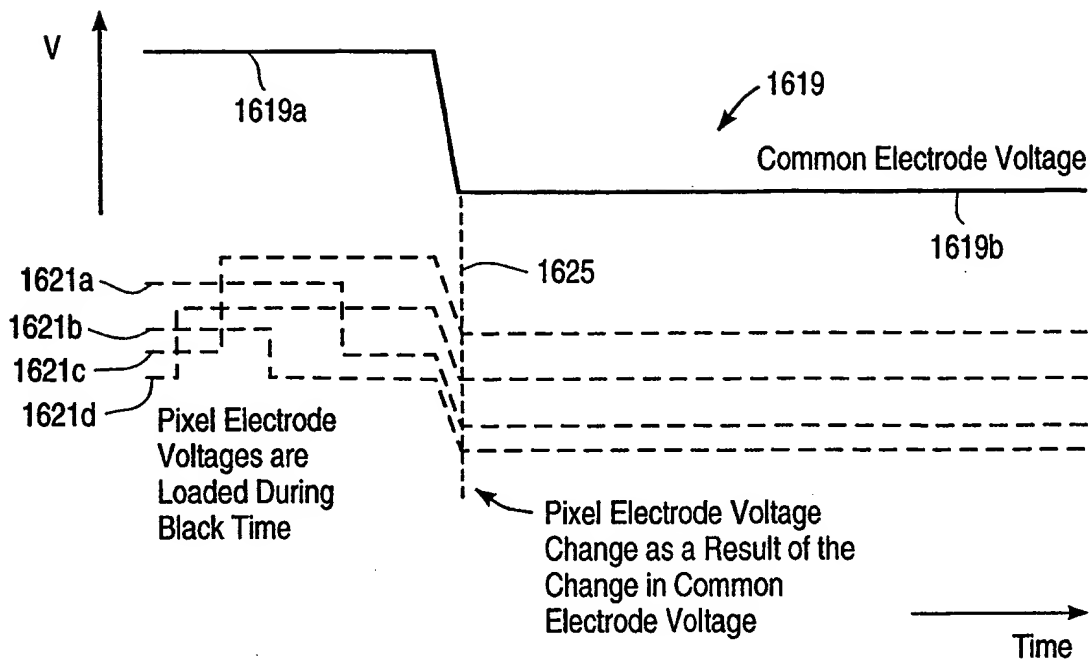 V
1619a
1619
Common Electrode Voltage
1619b
1625
1621a
1621b
1621c
1621d
Pixel Electrode
Voltages are
Loaded During
Black Time
Pixel Electrode Voltage
Change as a Result of the
Change in Common
Electrode Voltage
Time